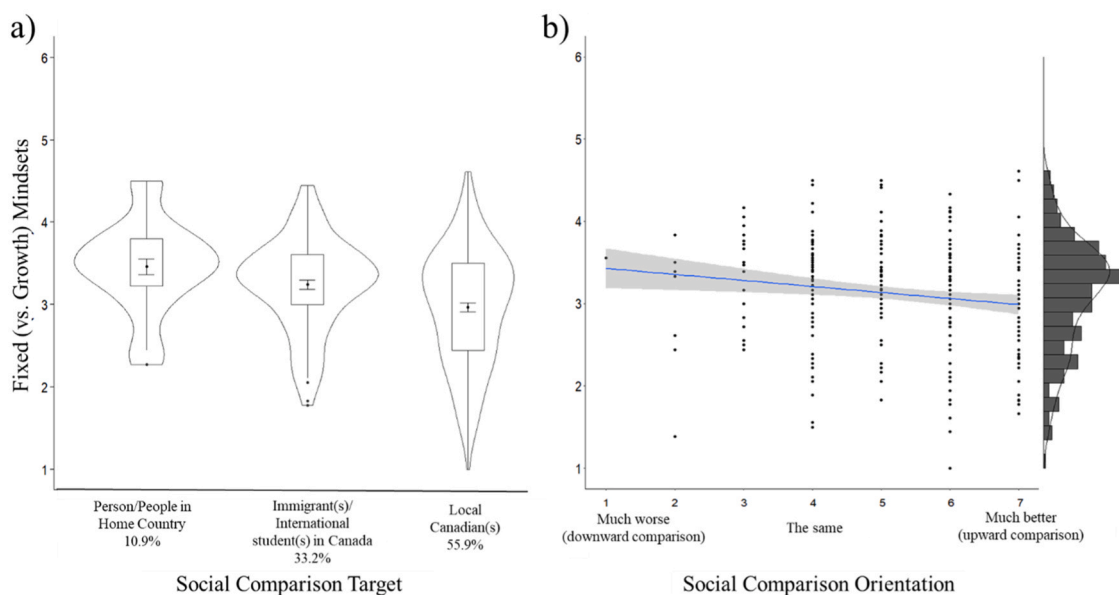 a)
Fixed (vs. Growth) Mindsets
6
5
4
3
2
1
Person/People in
Home Country
10.9%
Immigrant(s)/
International
student(s) in Canada
33.2%
Local
Canadian(s)
55.9%
Social Comparison Target
b)
6
5
4
3
2
1
1 2 3 4 5 6 7
Much worse
(downward comparison)
The same
Much better
(upward comparison)
Social Comparison Orientation